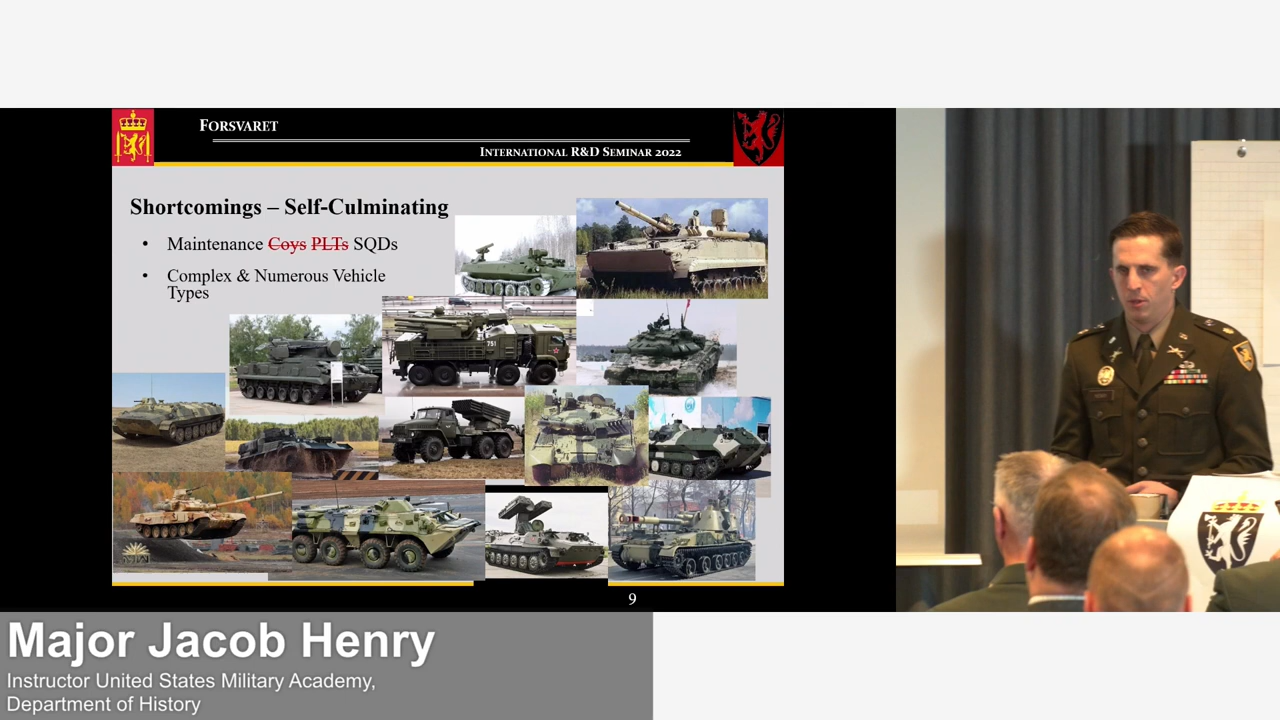 FORSVARET
INTERNATIONAL R&D SEMINAR 2022
Shortcomings – Self-Culminating
• Maintenance Coys PLTs SQDs
• Complex & Numerous Vehicle
Types
751
9
Major Jacob Henry
Instructor United States Military Academy,
Department of History